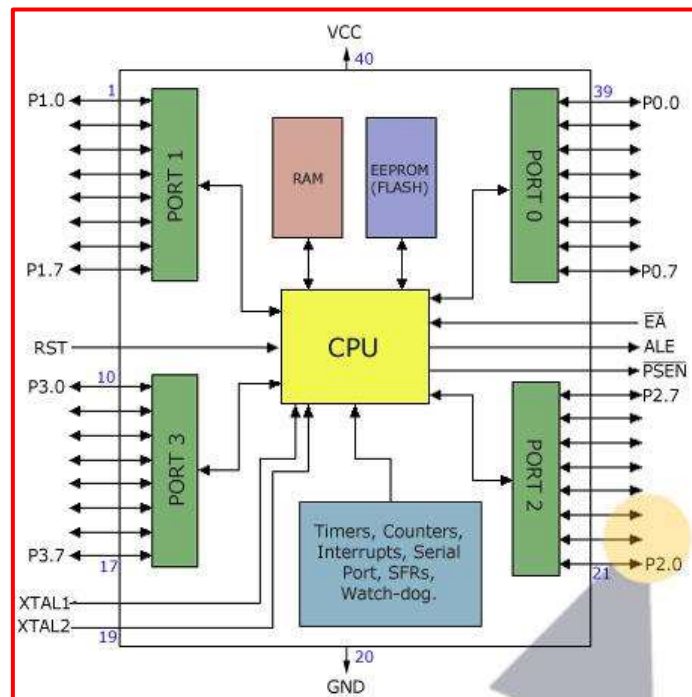 VCC
40
1
39
P1.0
P0.0
PORT 1
RAM
EEPROM
(FLASH)
PORT 0
P1.7
P0.7
EA
RST
CPU
ALE
PSEN
P3.0
10
P2.7
PORT 3
PORT 2
Timers, Counters,
Interrupts, Serial
Port, SFRs,
Watch-dog.
P3.7
P2.0
17
21
XTAL1
XTAL2
19
20
GND